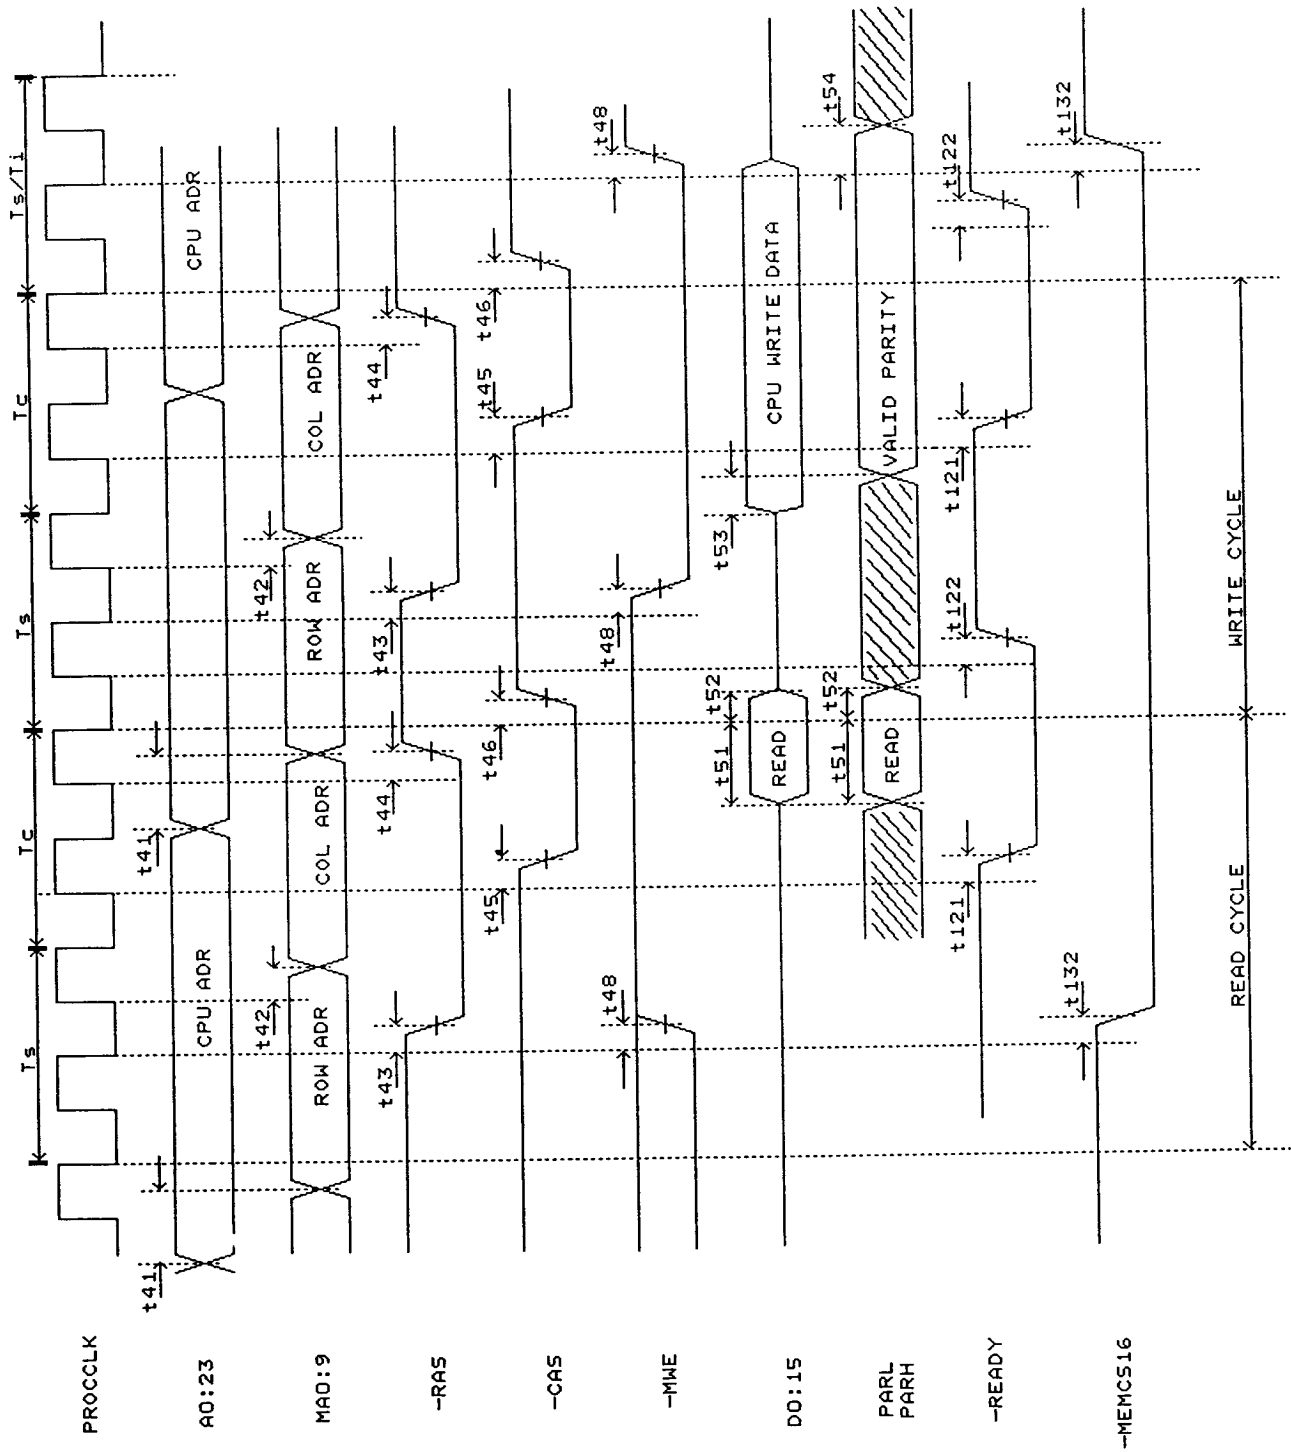 Ts
Tc
Ts
Tc
Ts/Ti
PROCCLK
t41
t41
A0:23
CPU ADR
CPU ADR
t42
t42
MA0:9
ROW ADR
COL ADR
ROW ADR
COL ADR
t43
t44
t43
t44
-RAS
t45
t46
t45
t46
-CAS
t48
t48
t48
-MWE
t51
t52
t53
D0:15
READ
CPU WRITE DATA
t51
t52
t54
PARL
PARH
READ
VALID PARITY
t121
t122
t121
t122
-READY
t132
t132
-MEMCS16
READ CYCLE
WRITE CYCLE